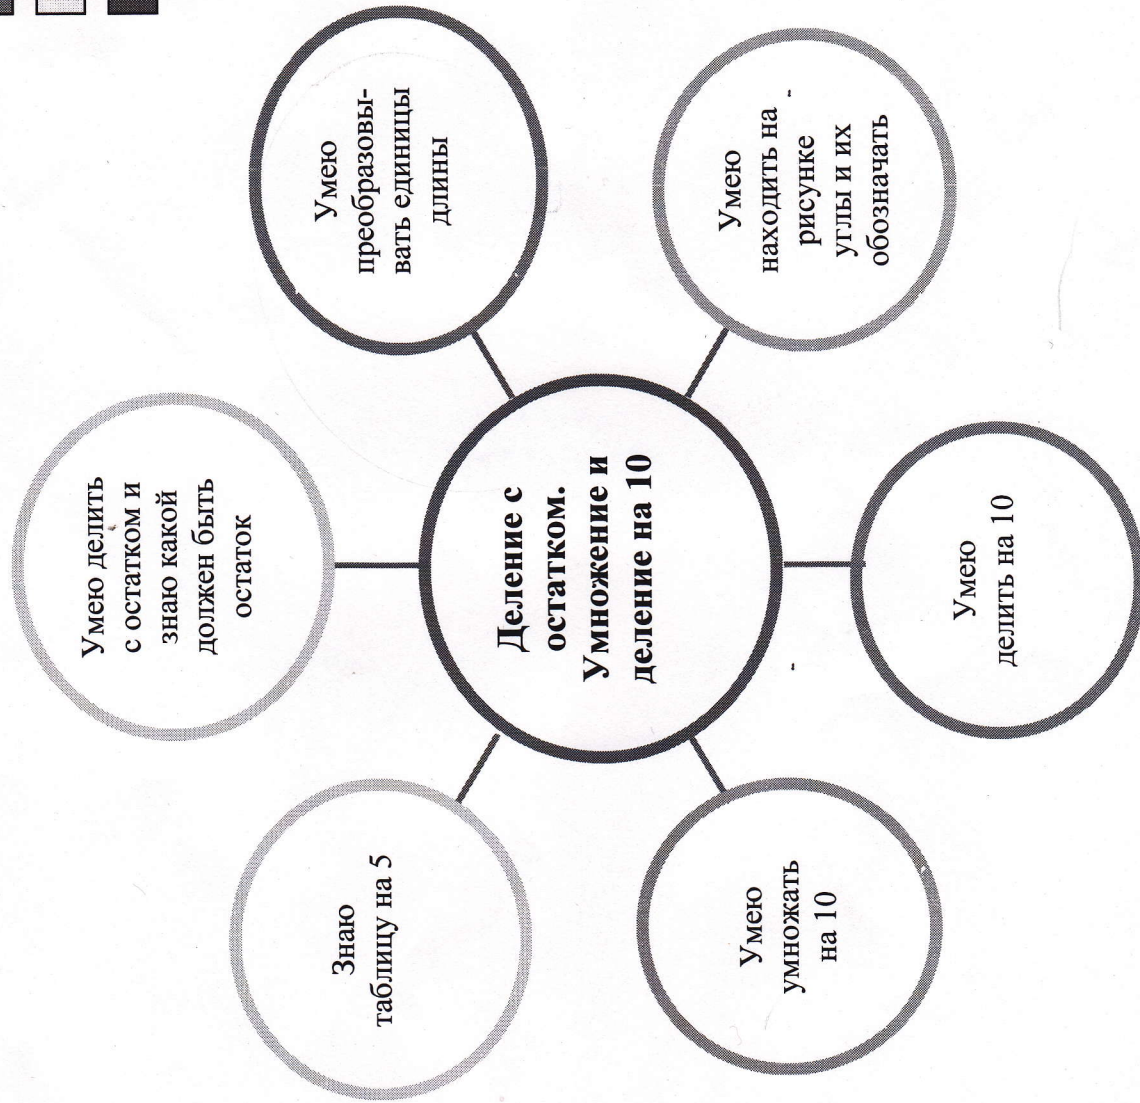 Умею делить
с остатком и
знаю какой
должен быть
остаток
Умею
преобразовы-
вать единицы
длины
Умею
находить на
рисунке
углы и их
обозначать
Умею
делить на 10
Умею
умножать
на 10
Знаю
таблицу на 5
Деление с
остатком.
Умножение и
деление на 10